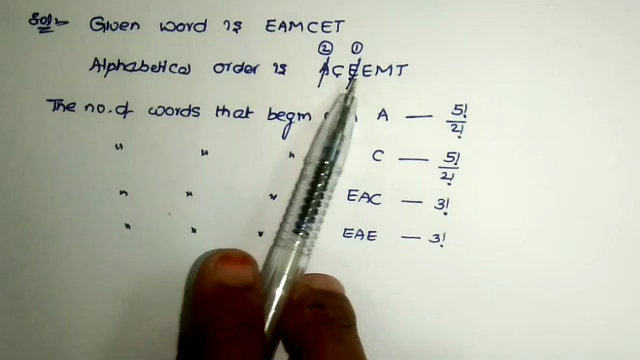 Sol:- Given word is EAMCET
② ①
Alphabetical order is A C E E M T
The no. of words that begin A — 5!/2!
" " " C — 5!/2!
" " " EAC — 3!
" " " EAE — 3!